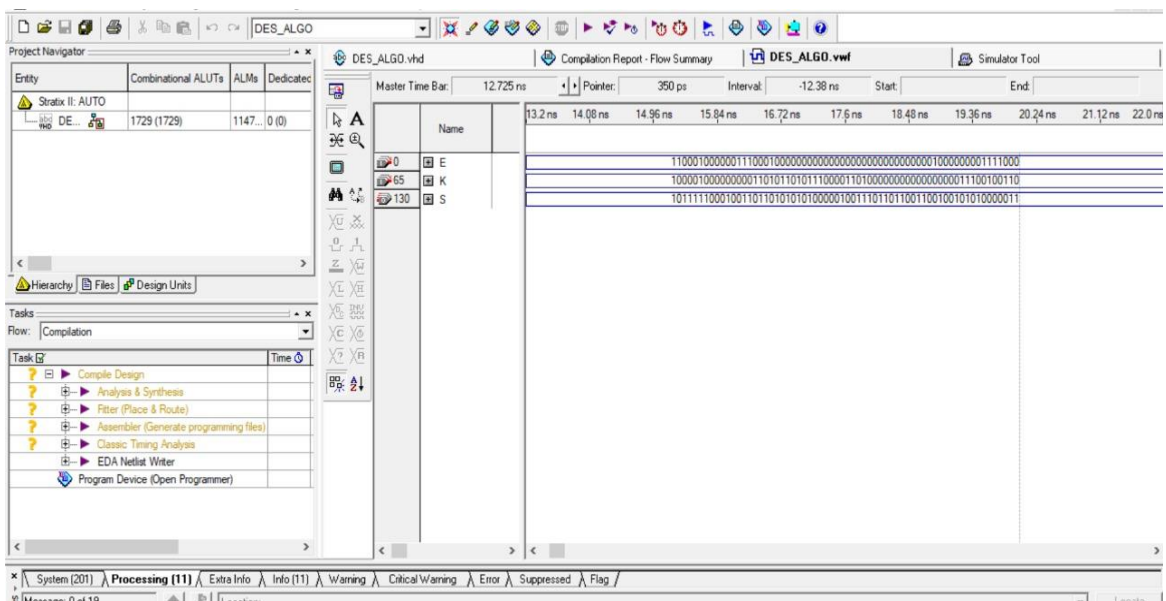 DES_ALGO
Project Navigator
Entity Combinational ALUTs ALMs Dedicated
Stratix II: AUTO
DE... 1729 (1729) 1147... 0 (0)
Hierarchy Files Design Units
Tasks
Flow: Compilation
Task Time
Compile Design
Analysis & Synthesis
Fitter (Place & Route)
Assembler (Generate programming files)
Classic Timing Analysis
EDA Netlist Writer
Program Device (Open Programmer)
DES_ALGO.vhd Compilation Report - Flow Summary DES_ALGO.vwf Simulator Tool
Master Time Bar: 12.725 ns Pointer: 350 ps Interval: -12.38 ns Start: End:
Name
13.2 ns 14.08 ns 14.96 ns 15.84 ns 16.72 ns 17.6 ns 18.48 ns 19.36 ns 20.24 ns 21.12 ns 22.0 ns
0 E
65 K
130 S
System (201) Processing (11) Extra Info Info (11) Warning Critical Warning Error Suppressed Flag
Message: 0 of 19 Location: Locate